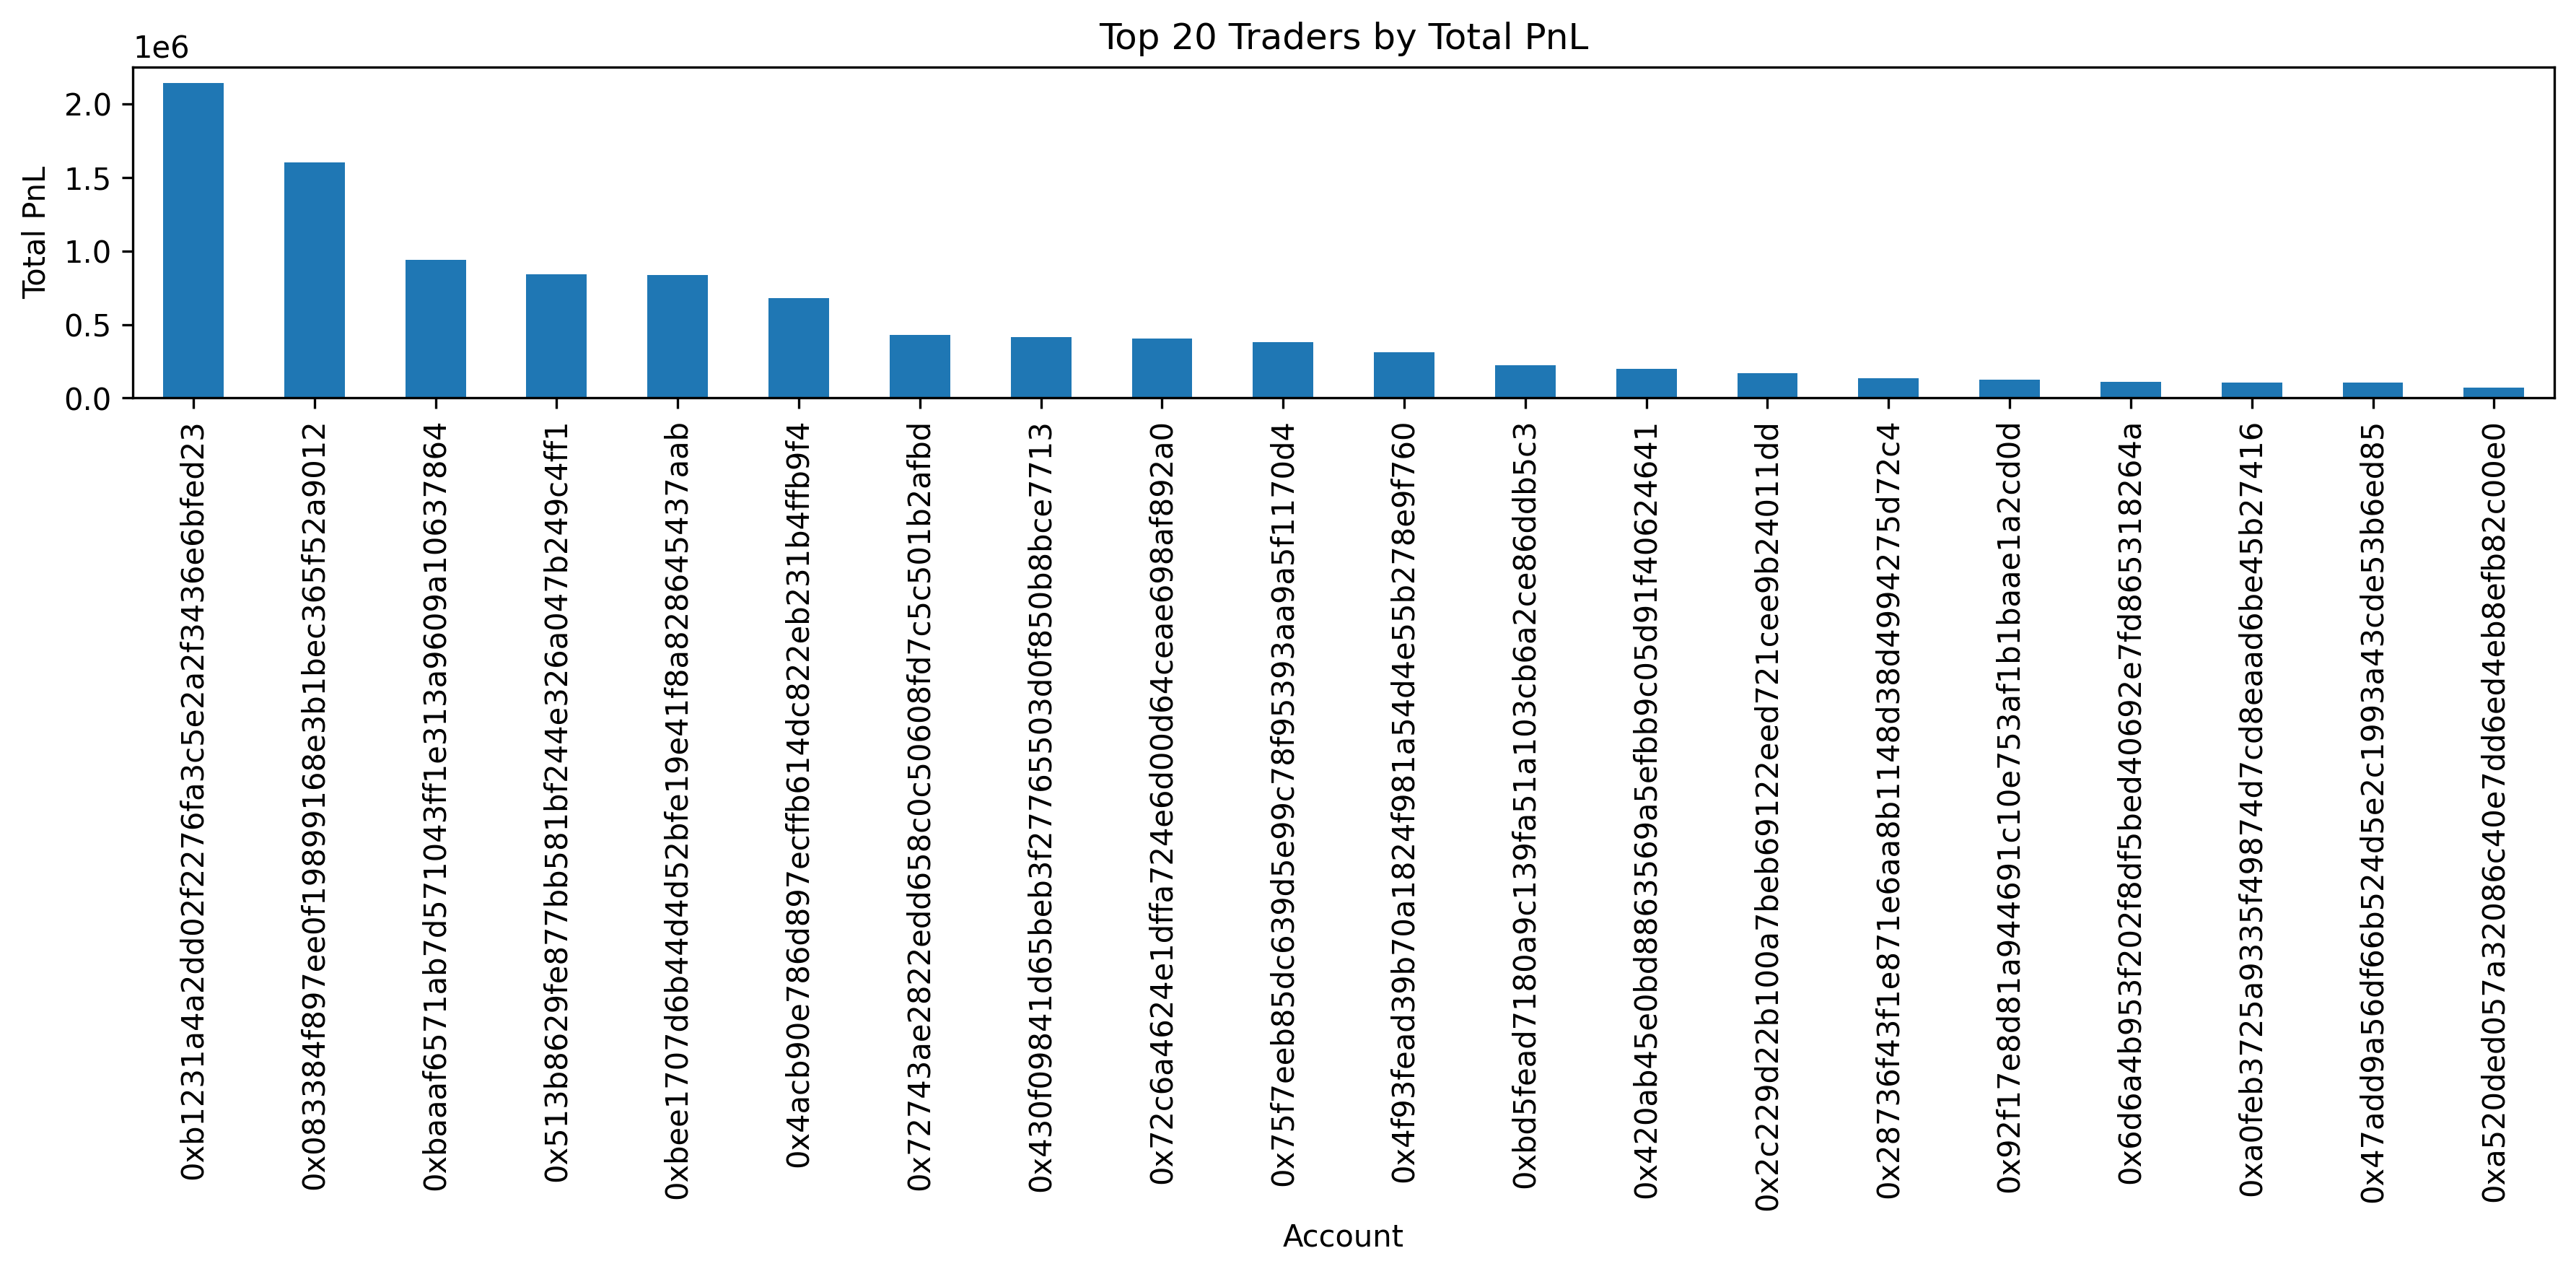 Top 20 Traders by Total PnL
1e6
Total PnL
2.0
1.5
1.0
0.5
0.0
0xb1231a4a2dd02f2276fa3c5e2a2f3436e6bfed23
0x083384f897ee0f19899168e3b1bec365f52a9012
0xbaaaf6571ab7d571043ff1e313a9609a10637864
0x513b8629fe877bb581bf244e326a047b249c4ff1
0xbee1707d6b44d4d52bfe19e41f8a828645437aab
0x4acb90e786d897ecffb614dc822eb231b4ffb9f4
0x72743ae2822edd658c0c50608fd7c5c501b2afbd
0x430f09841d65beb3f27765503d0f850b8bce7713
0x72c6a4624e1dffa724e6d00d64ceae698af892a0
0x75f7eeb85dc639d5e99c78f95393aa9a5f1170d4
0x4f93fead39b70a1824f981a54d4e55b278e9f760
0xbd5fead7180a9c139fa51a103cb6a2ce86ddb5c3
0x420ab45e0bd8863569a5efbb9c05d91f40624641
0x2c229d22b100a7beb69122eed721cee9b24011dd
0x28736f43f1e871e6aa8b1148d38d4994275d72c4
0x92f17e8d81a944691c10e753af1b1baae1a2cd0d
0x6d6a4b953f202f8df5bed40692e7fd865318264a
0xa0feb3725a9335f49874d7cd8eaad6be45b27416
0x47add9a56df66b524d5e2c1993a43cde53b6ed85
0xa520ded057a32086c40e7dd6ed4eb8efb82c00e0
Account